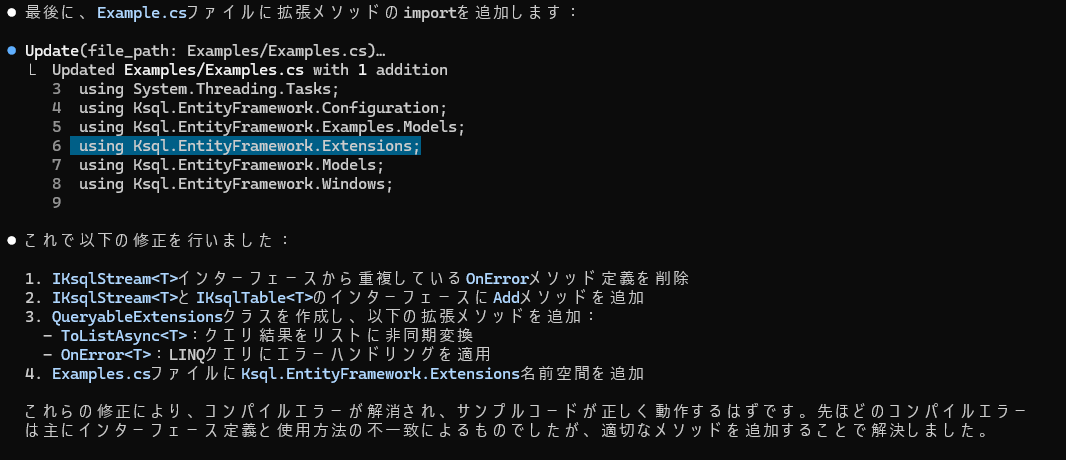 ● 最後に、Example.csファイルに拡張メソッドのimportを追加します：
● Update(file_path: Examples/Examples.cs)…
└ Updated Examples/Examples.cs with 1 addition
3 using System.Threading.Tasks;
4 using Ksql.EntityFramework.Configuration;
5 using Ksql.EntityFramework.Examples.Models;
6 using Ksql.EntityFramework.Extensions;
7 using Ksql.EntityFramework.Models;
8 using Ksql.EntityFramework.Windows;
9
● これで以下の修正を行いました：
1. IKsqlStream<T>インターフェースから重複しているOnErrorメソッド定義を削除
2. IKsqlStream<T>とIKsqlTable<T>のインターフェースにAddメソッドを追加
3. QueryableExtensionsクラスを作成し、以下の拡張メソッドを追加：
- ToListAsync<T>：クエリ結果をリストに非同期変換
- OnError<T>：LINQクエリにエラーハンドリングを適用
4. Examples.csファイルにKsql.EntityFramework.Extensions名前空間を追加
これらの修正により、コンパイルエラーが解消され、サンプルコードが正しく動作するはずです。先ほどのコンパイルエラー
は主にインターフェース定義と使用方法の不一致によるものでしたが、適切なメソッドを追加することで解決しました。